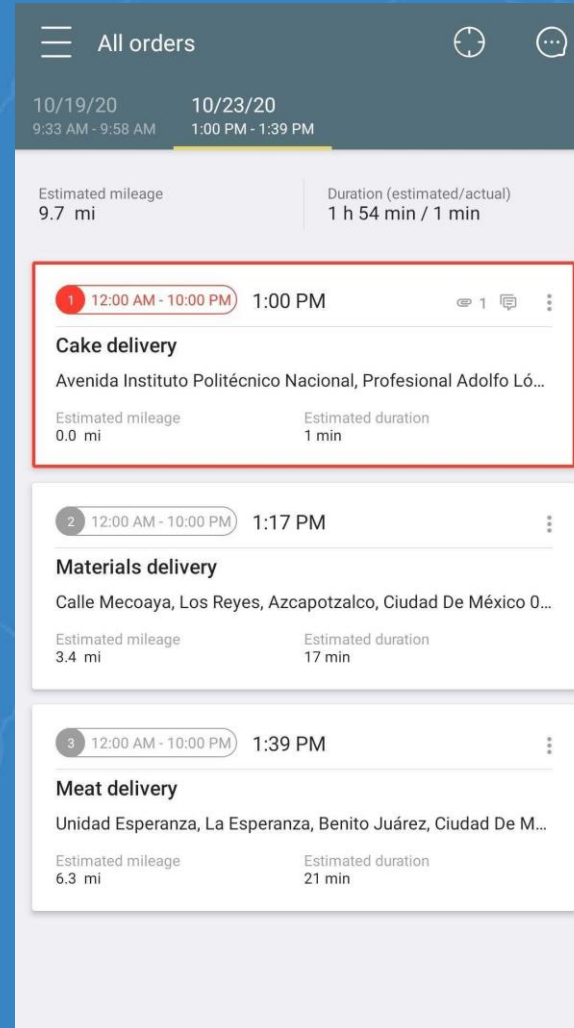 All orders
10/19/20 10/23/20
9:33 AM - 9:58 AM 1:00 PM - 1:39 PM
Estimated mileage Duration (estimated/actual)
9.7 mi 1 h 54 min / 1 min
1 12:00 AM - 10:00 PM 1:00 PM 1
Cake delivery
Avenida Instituto Politécnico Nacional, Profesional Adolfo Ló...
Estimated mileage Estimated duration
0.0 mi 1 min
2 12:00 AM - 10:00 PM 1:17 PM
Materials delivery
Calle Mecoaya, Los Reyes, Azcapotzalco, Ciudad De México 0...
Estimated mileage Estimated duration
3.4 mi 17 min
3 12:00 AM - 10:00 PM 1:39 PM
Meat delivery
Unidad Esperanza, La Esperanza, Benito Juárez, Ciudad De M...
Estimated mileage Estimated duration
6.3 mi 21 min